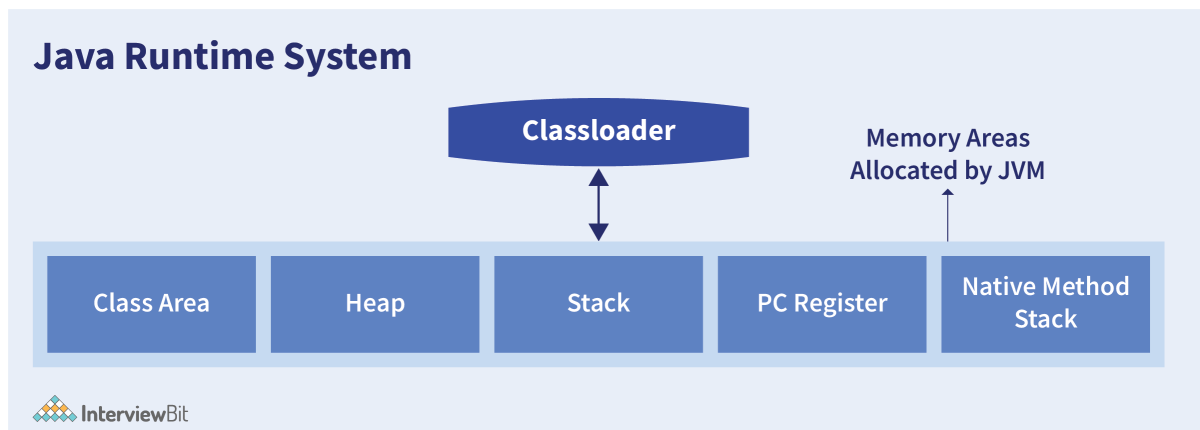 Java Runtime System
Classloader
Memory Areas
Allocated by JVM
Class Area
Heap
Stack
PC Register
Native Method
Stack
InterviewBit